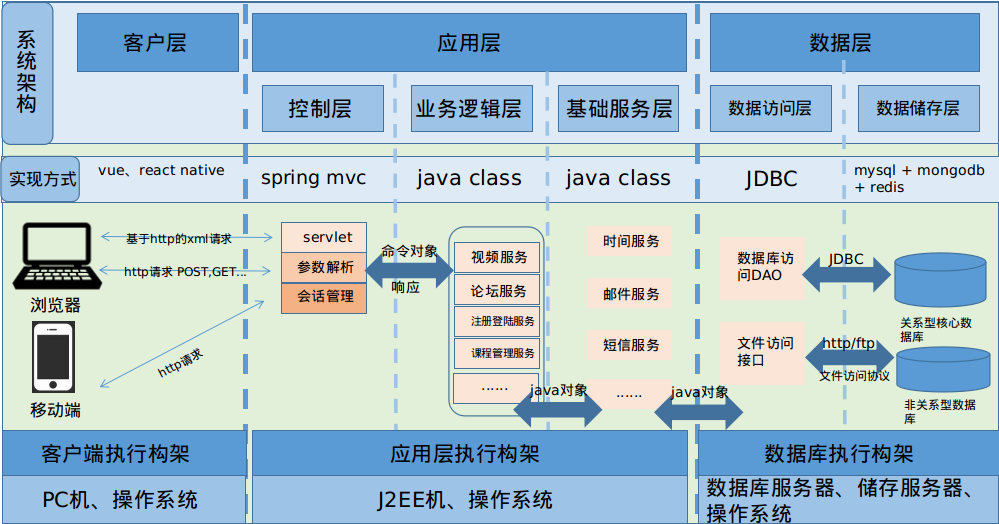 系统架构
客户层
应用层
数据层
控制层
业务逻辑层
基础服务层
数据访问层
数据储存层
实现方式
vue、react native
spring mvc
java class
java class
JDBC
mysql + mongodb
+ redis
基于http的xml请求
http请求 POST,GET...
http请求
浏览器
移动端
servlet
参数解析
会话管理
命令对象
响应
视频服务
论坛服务
注册登陆服务
课程管理服务
......
java对象
时间服务
邮件服务
短信服务
......
java对象
数据库访
问DAO
文件访问
接口
JDBC
http/ftp
文件访问协议
关系型核心数
据库
非关系型数据
库
客户端执行构架
应用层执行构架
数据库执行构架
PC机、操作系统
J2EE机、操作系统
数据库服务器、储存服务器、
操作系统